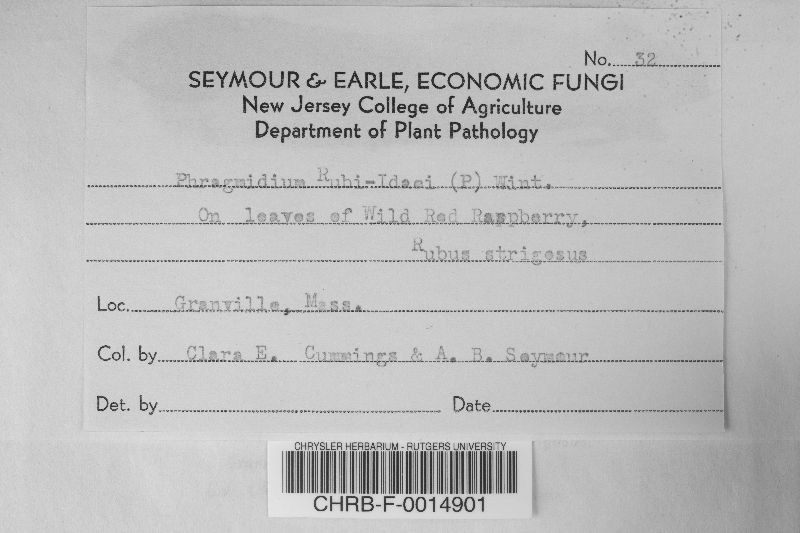 No. 32
SEYMOUR & EARLE, ECONOMIC FUNGI
New Jersey College of Agriculture
Department of Plant Pathology
Phragmidium Rubi-Idaei (P) Wint.
On leaves of Wild Red Raspberry,
Rubus strigosus
Loc. Granville, Mass.
Col. by Clara E. Cummings & A. B. Seymour
Det. by Date
CHRYSLER HERBARIUM - RUTGERS UNIVERSITY
CHRB-F-0014901